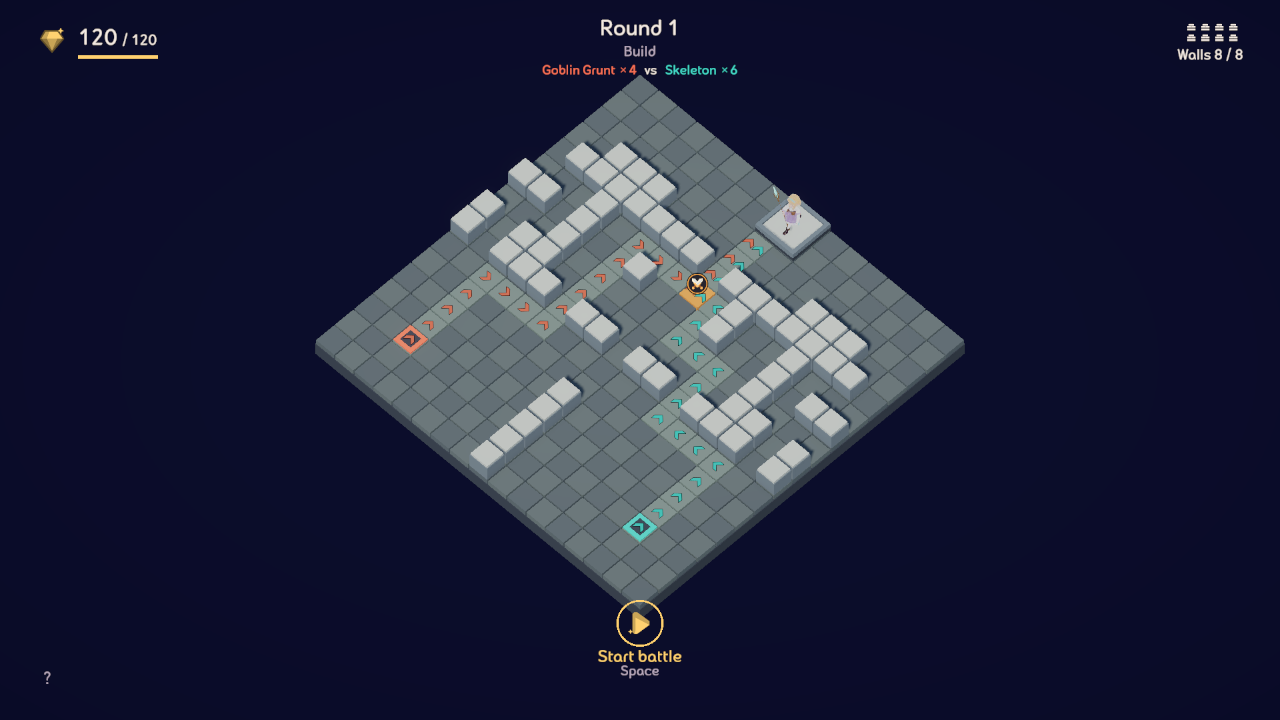 120 / 120
Round 1
Build
Goblin Grunt ×4 vs Skeleton ×6
Walls 8 / 8
Start battle
Space
?